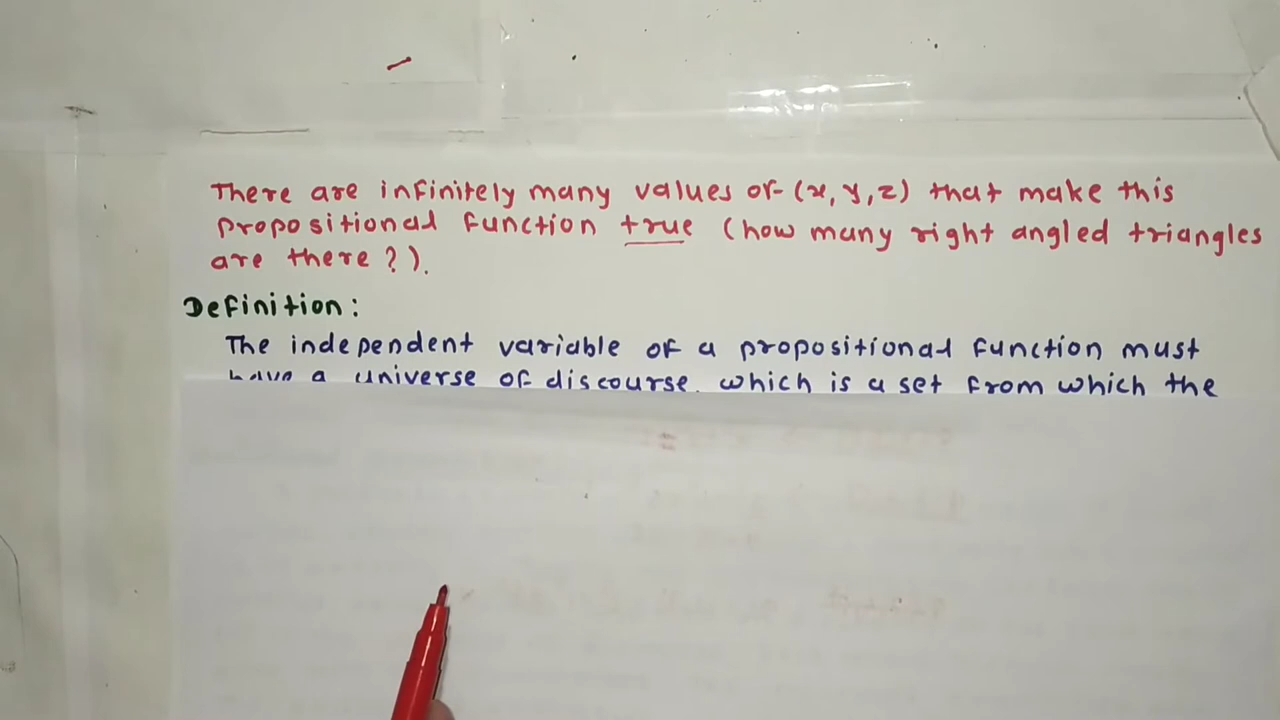 There are infinitely many values of (x, y, z) that make this
propositional function true (how many right angled triangles
are there?).
Definition:
The independent variable of a propositional function must
have a universe of discourse, which is a set from which the